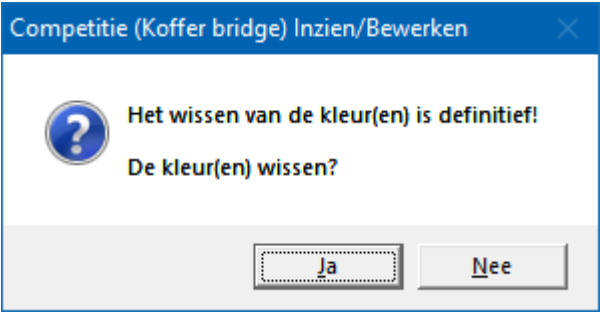 Competitie (Koffer bridge) Inzien/Bewerken
Het wissen van de kleur(en) is definitief!
De kleur(en) wissen?
Ja
Nee